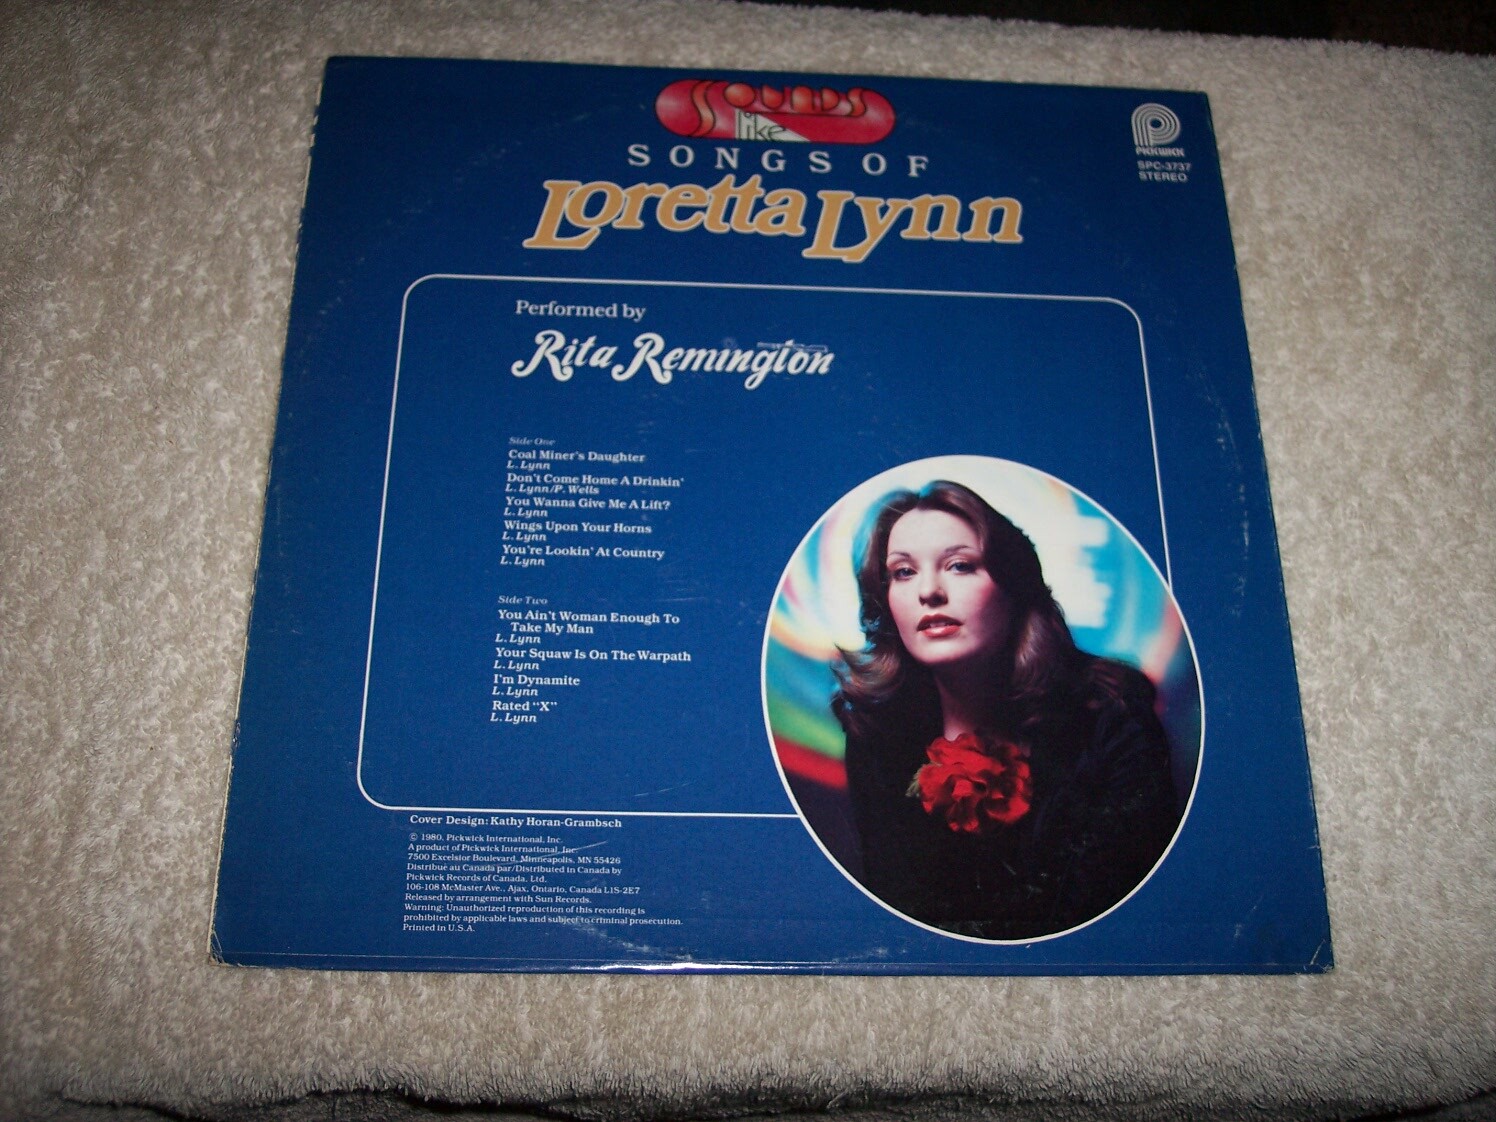 Sounds
like
SONGS OF
Loretta Lynn
PICKWICK
SPC-3737
STEREO
Performed by
Rita Remington
Side One
Coal Miner's Daughter
L. Lynn
Don't Come Home A Drinkin'
L. Lynn/P. Wells
You Wanna Give Me A Lift?
L. Lynn
Wings Upon Your Horns
L. Lynn
You're Lookin' At Country
L. Lynn
Side Two
You Ain't Woman Enough To
Take My Man
L. Lynn
Your Squaw Is On The Warpath
L. Lynn
I'm Dynamite
L. Lynn
Rated "X"
L. Lynn
Cover Design: Kathy Horan-Grambsch
© 1980, Pickwick International, Inc.
A product of Pickwick International, Inc.
7500 Excelsior Boulevard, Minneapolis, MN 55426
Distribué au Canada par/Distributed in Canada by
Pickwick Records of Canada, Ltd.
106-108 McMaster Ave., Ajax, Ontario, Canada L1S-2E7
Released by arrangement with Sun Records.
Warning: Unauthorized reproduction of this recording is
prohibited by applicable laws and subject to criminal prosecution.
Printed in U.S.A.